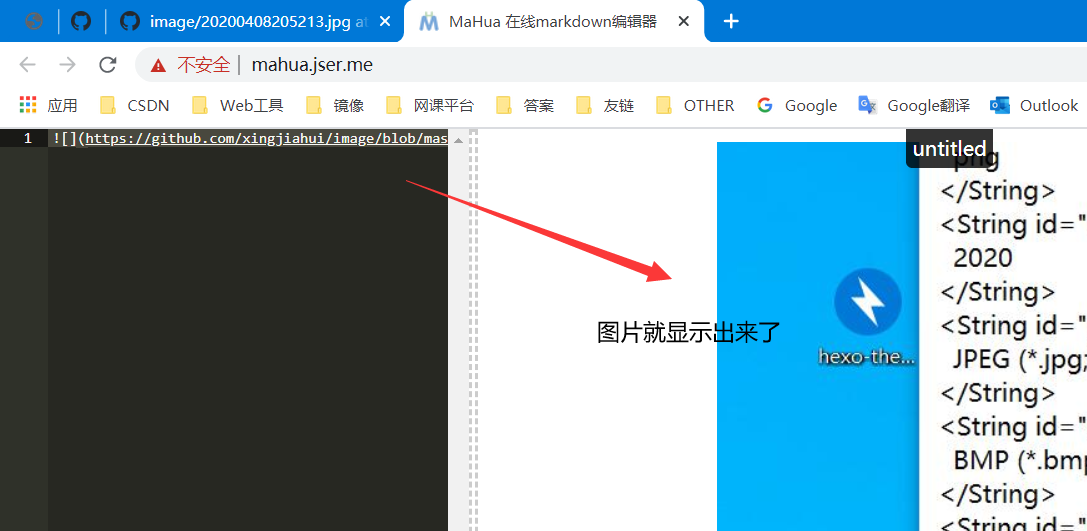 image/20200408205213.jpg at
MaHua 在线markdown编辑器
不安全 | mahua.jser.me
应用 CSDN Web工具 镜像 网课平台 答案 友链 OTHER Google Google翻译 Outlook
1 ![](https://github.com/xingjiahui/image/blob/mas
untitled
png
</String>
<String id="
2020
</String>
<String id="
JPEG (*.jpg;
</String>
<String id="
BMP (*.bmp
</String>
<String id="
图片就显示出来了
hexo-the...